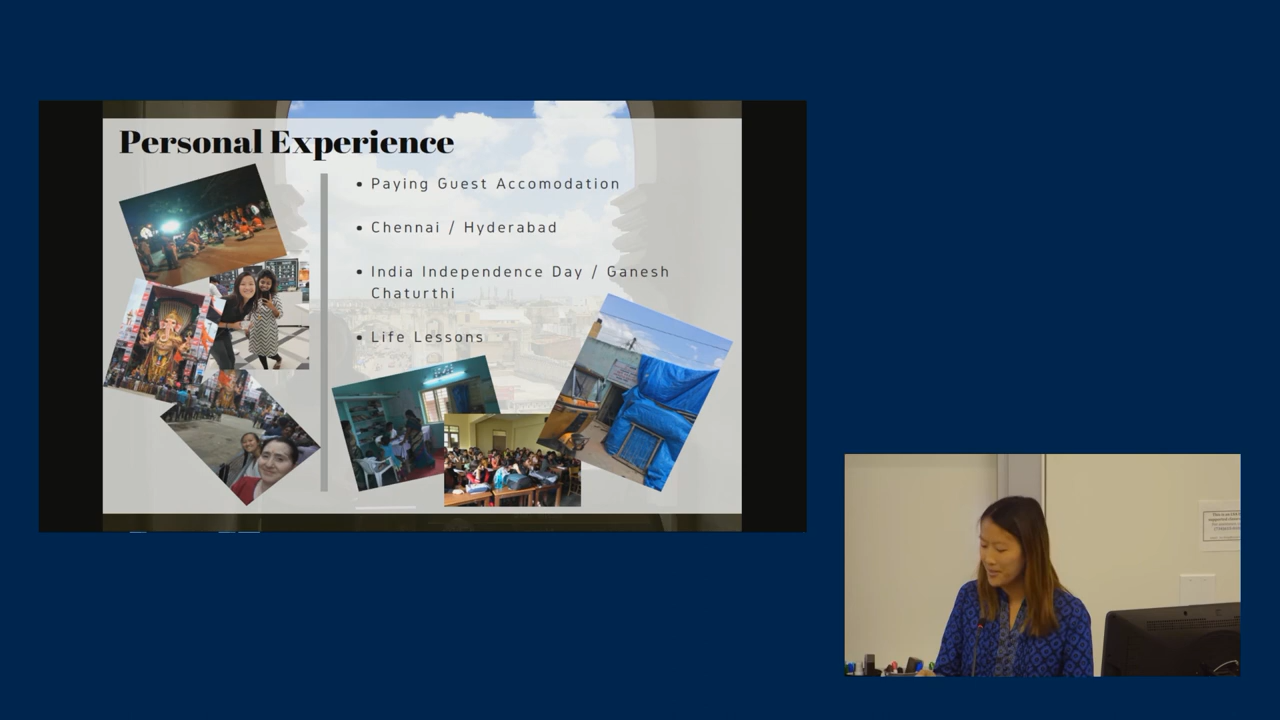 Personal Experience
• Paying Guest Accomodation
• Chennai / Hyderabad
• India Independence Day / Ganesh
Chaturthi
• Life Lessons